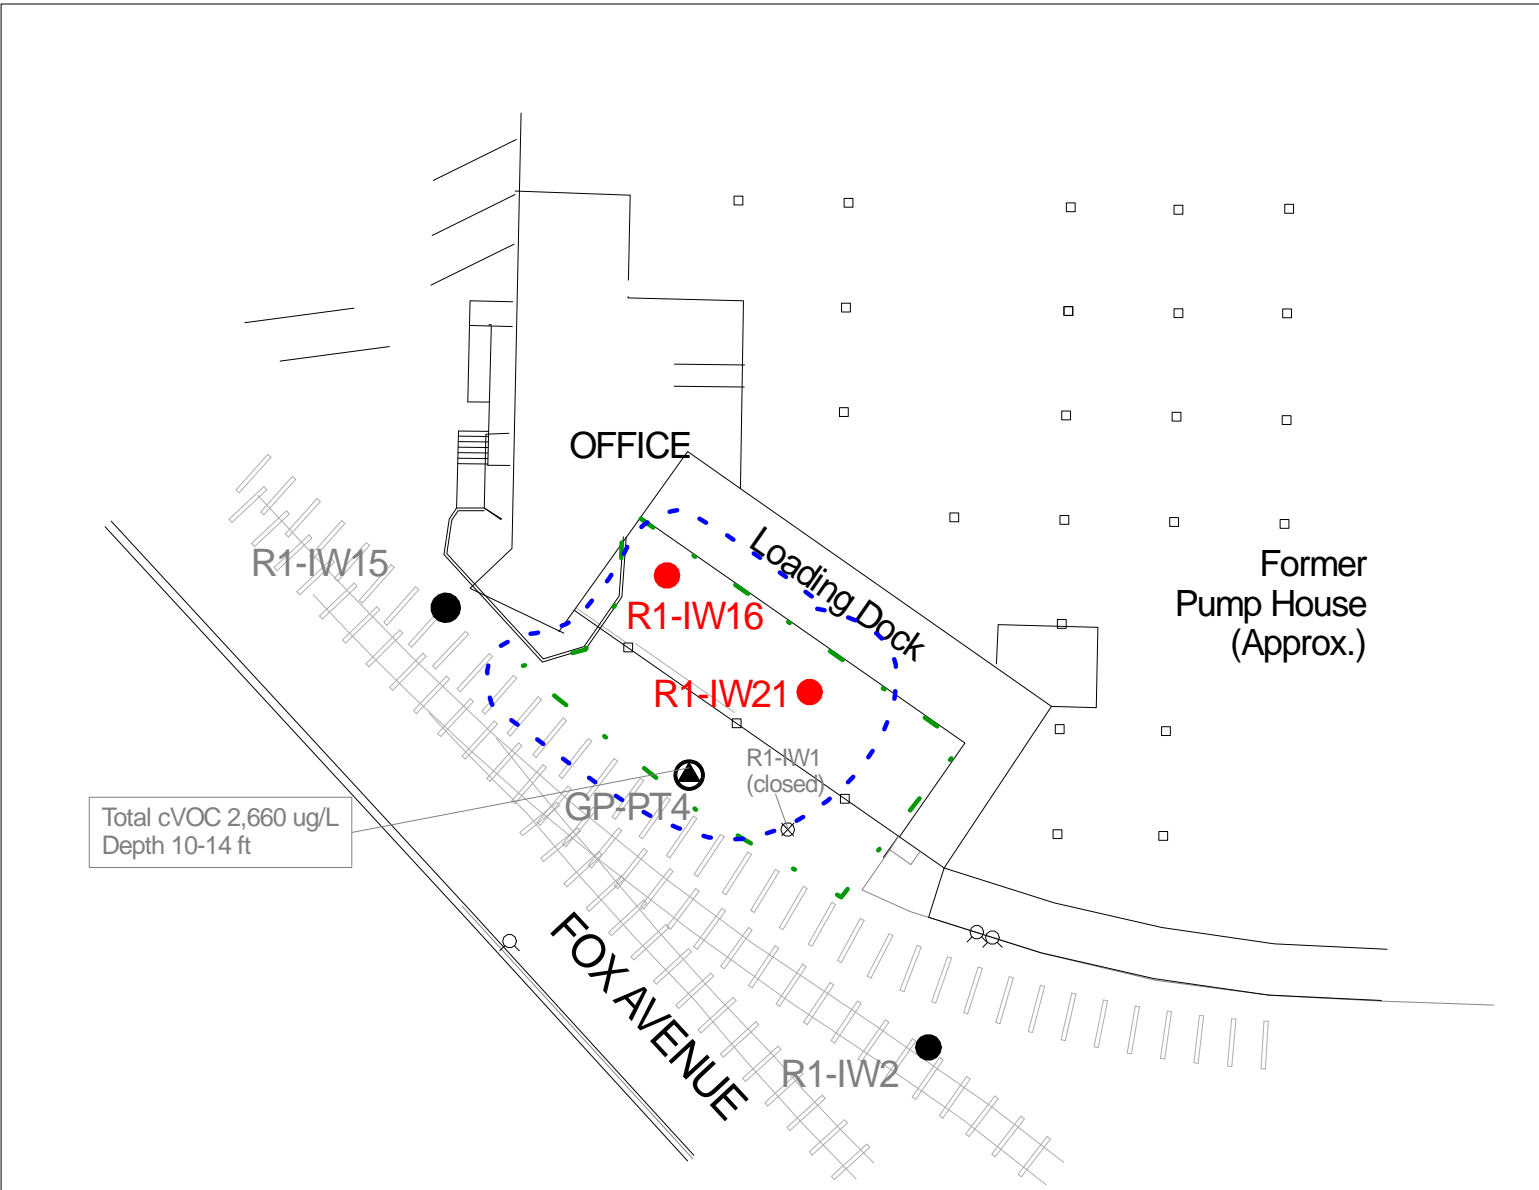 OFFICE
Loading Dock
R1-IW15
Former
Pump House
(Approx.)
R1-IW16
R1-IW21
R1-IW1
(closed)
GP-PT4
Total cVOC 2,660 ug/L
Depth 10-14 ft
FOX AVENUE
R1-IW2